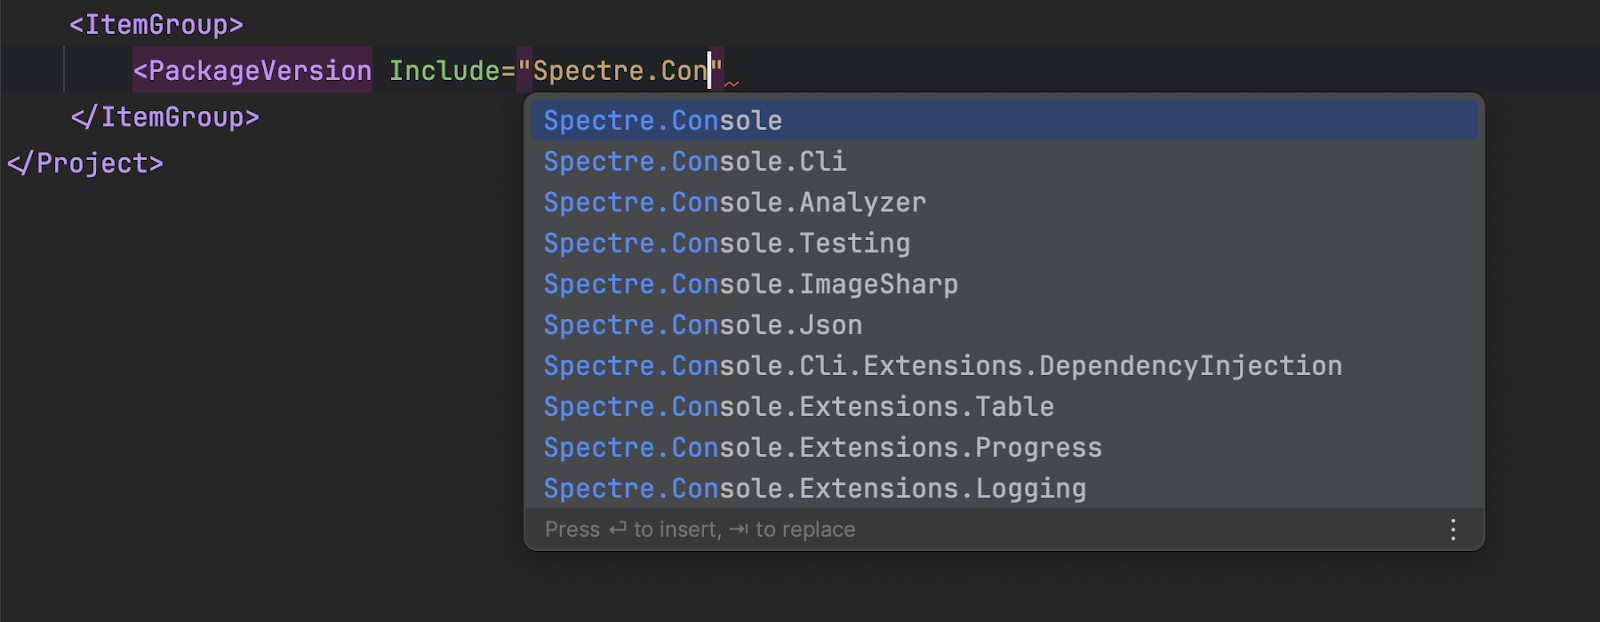 <ItemGroup>
<PackageVersion Include="Spectre.Con"
</ItemGroup>
</Project>
Spectre.Console
Spectre.Console.Cli
Spectre.Console.Analyzer
Spectre.Console.Testing
Spectre.Console.ImageSharp
Spectre.Console.Json
Spectre.Console.Cli.Extensions.DependencyInjection
Spectre.Console.Extensions.Table
Spectre.Console.Extensions.Progress
Spectre.Console.Extensions.Logging
Press ⏎ to insert, ⇥ to replace